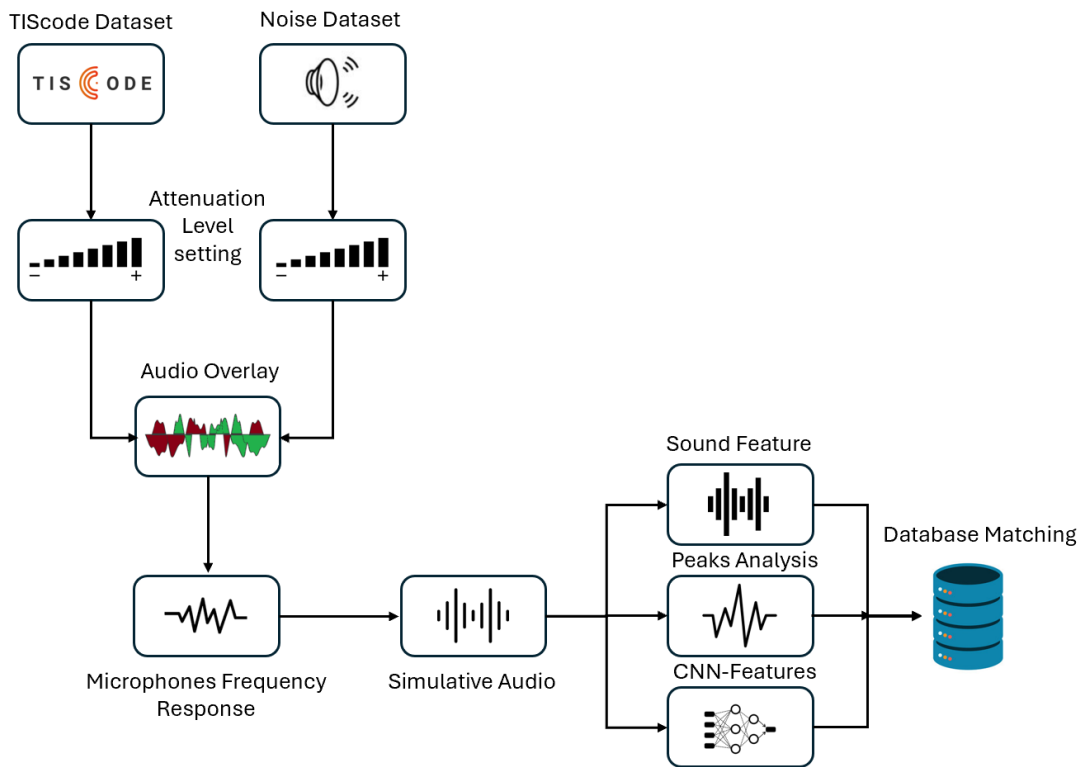 TIScode Dataset
Noise Dataset
TIS CODE
Attenuation
Level
setting
− +
− +
Audio Overlay
Sound Feature
Peaks Analysis
Database Matching
CNN-Features
Microphones Frequency
Response
Simulative Audio